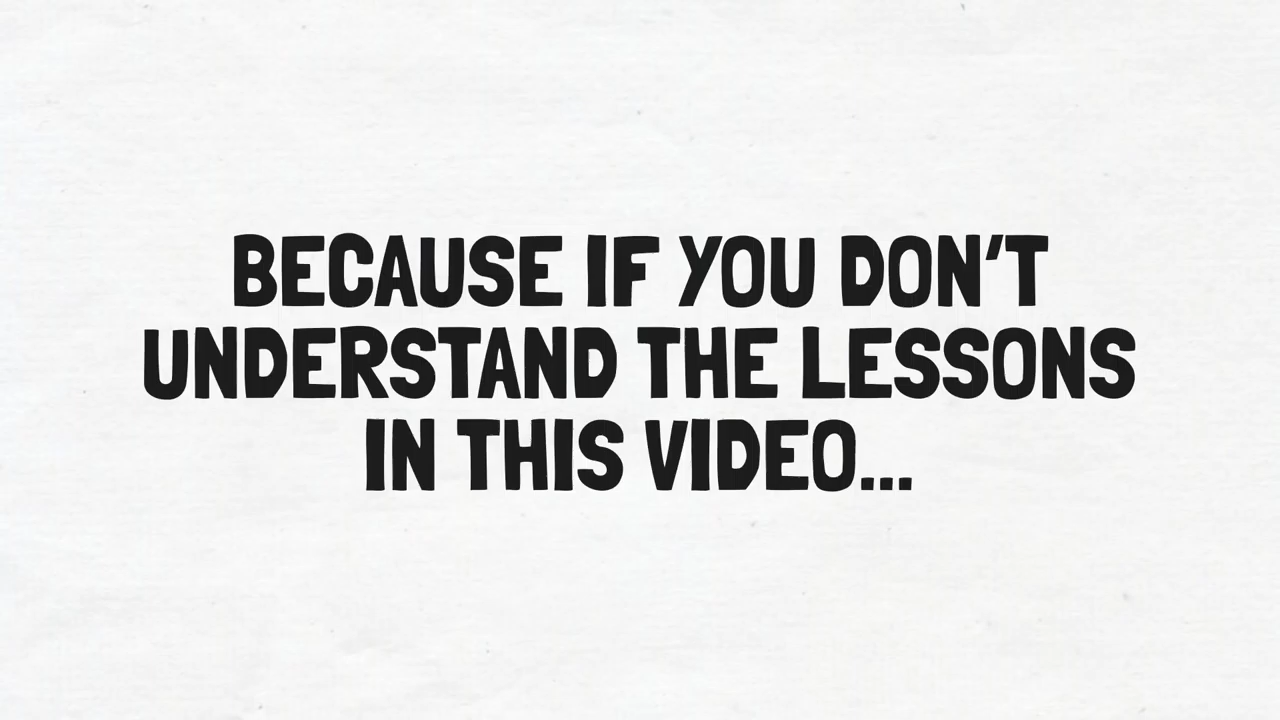 BECAUSE IF YOU DON'T
UNDERSTAND THE LESSONS
IN THIS VIDEO...